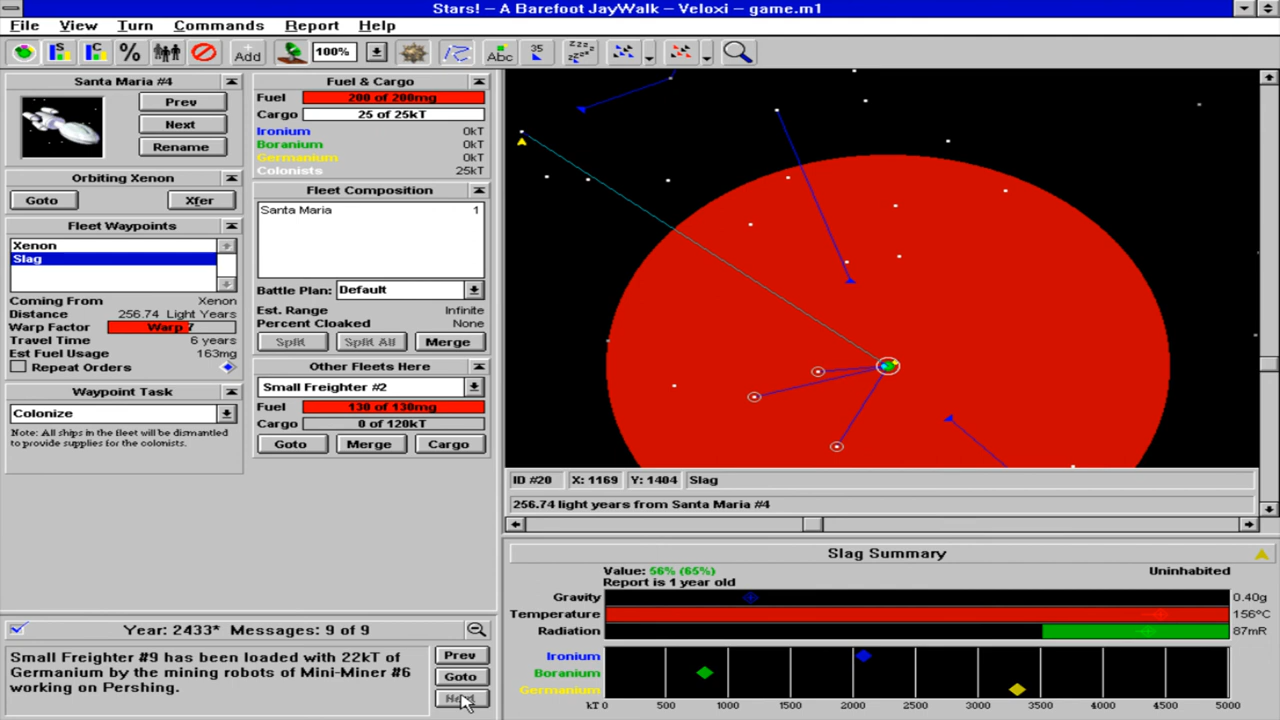 Stars! – A Barefoot JayWalk – Veloxi – game.m1
File View Turn Commands Report Help
S C % Add 100% Abc 35 zzzz
Santa Maria #4
Prev
Next
Rename
Orbiting Xenon
Goto Xfer
Fleet Waypoints
Xenon
Slag
Coming From Xenon
Distance 256.74 Light Years
Warp Factor Warp 7
Travel Time 6 years
Est Fuel Usage 163mg
Repeat Orders
Waypoint Task
Colonize
Note: All ships in the fleet will be dismantled
to provide supplies for the colonists.
Fuel & Cargo
Fuel 200 of 200mg
Cargo 25 of 25kT
Ironium 0kT
Boranium 0kT
Germanium 0kT
Colonists 25kT
Fleet Composition
Santa Maria 1
Battle Plan: Default
Est. Range Infinite
Percent Cloaked None
Split Split All Merge
Other Fleets Here
Small Freighter #2
Fuel 130 of 130mg
Cargo 0 of 120kT
Goto Merge Cargo
ID #20 X: 1169 Y: 1404 Slag
256.74 light years from Santa Maria #4
Slag Summary
Value: 56% (65%) Uninhabited
Report is 1 year old
Gravity 0.40g
Temperature 156°C
Radiation 87mR
Ironium
Boranium
Germanium
kT 0 500 1000 1500 2000 2500 3000 3500 4000 4500 5000
Year: 2433* Messages: 9 of 9
Small Freighter #9 has been loaded with 22kT of
Germanium by the mining robots of Mini-Miner #6
working on Pershing.
Prev
Goto
Next